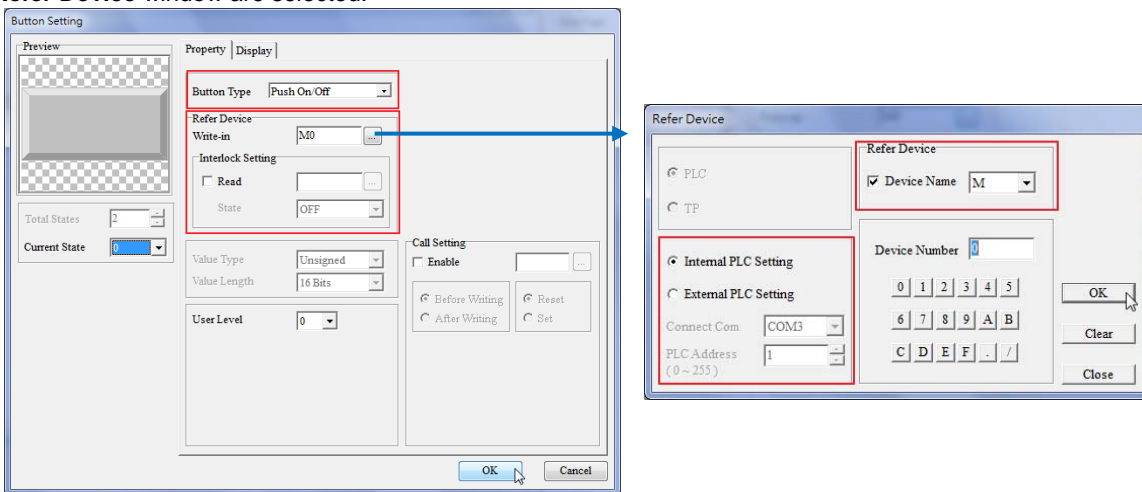 Refer Device window are selected.
Button Setting
Preview
Total States 2
Current State 0
Property Display
Button Type Push On/Off
Refer Device
Write-in M0 ...
Interlock Setting
Read ...
State OFF
Value Type Unsigned
Value Length 16 Bits
User Level 0
Call Setting
Enable ...
Before Writing Reset
After Writing Set
OK Cancel
Refer Device
PLC
TP
Internal PLC Setting
External PLC Setting
Connect Com COM3
PLC Address 1
( 0 ~ 255 )
Refer Device
Device Name M
Device Number 0
0 1 2 3 4 5
6 7 8 9 A B
C D E F . /
OK
Clear
Close